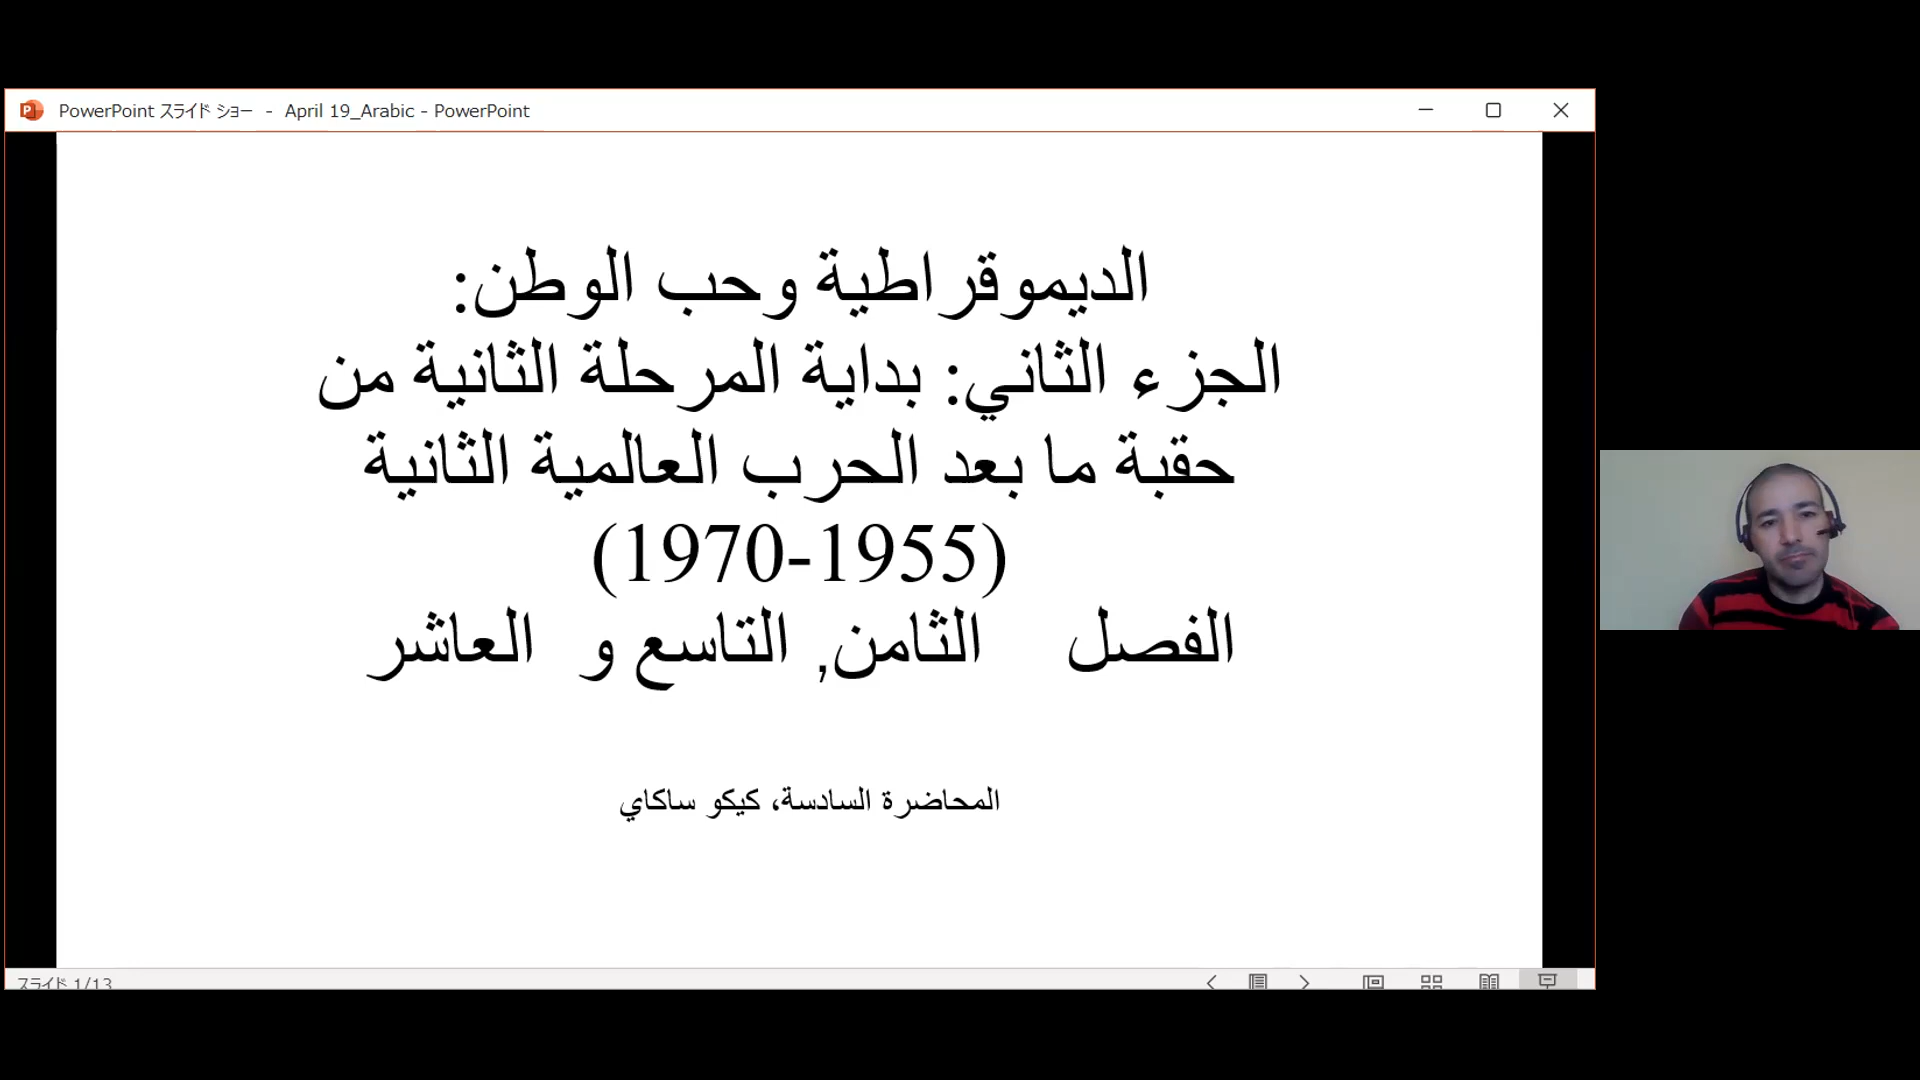 PowerPoint スライド ショー - April 19_Arabic - PowerPoint
الديموقراطية وحب الوطن:
الجزء الثاني: بداية المرحلة الثانية من
حقبة ما بعد الحرب العالمية الثانية
(1970-1955)
الفصل الثامن, التاسع و العاشر
المحاضرة السادسة، كيكو ساكاي
スライド 1/13